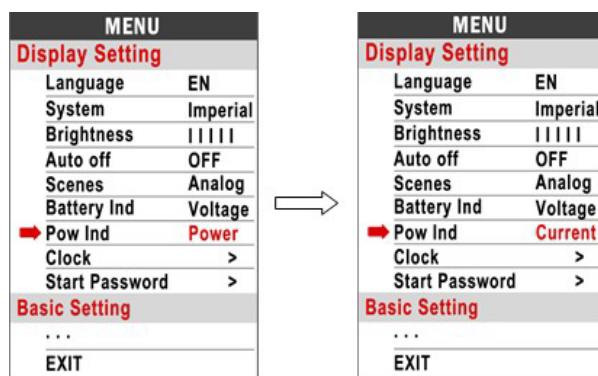 MENU
Display Setting
Language EN
System Imperial
Brightness IIIII
Auto off OFF
Scenes Analog
Battery Ind Voltage
Pow Ind Power
Clock >
Start Password >
Basic Setting
...
EXIT
MENU
Display Setting
Language EN
System Imperial
Brightness IIIII
Auto off OFF
Scenes Analog
Battery Ind Voltage
Pow Ind Current
Clock >
Start Password >
Basic Setting
...
EXIT